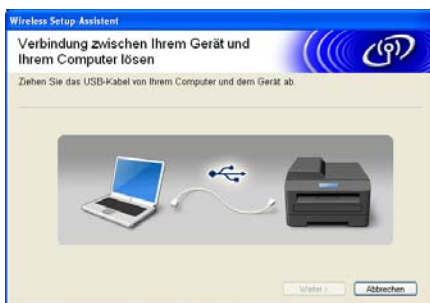 Wireless Setup-Assistent
Verbindung zwischen Ihrem Gerät und
Ihrem Computer lösen
Ziehen Sie das USB-Kabel von Ihrem Computer und dem Gerät ab.
Weiter >
Abbrechen